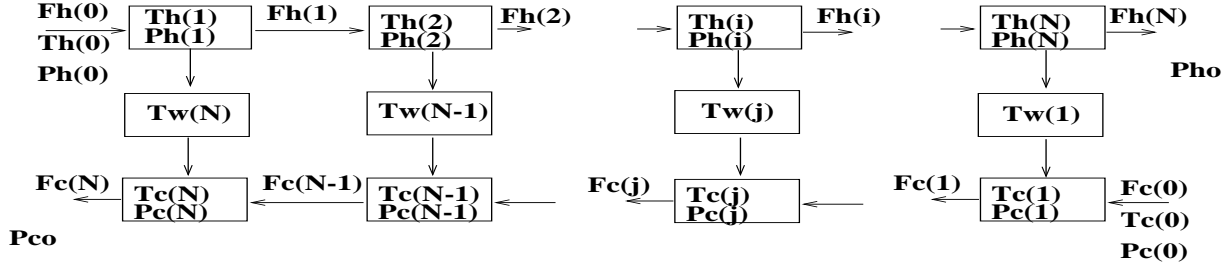 Fh(0) Th(1) Fh(1) Th(2) Fh(2) Th(i) Fh(i) Th(N) Fh(N)
Th(0) Ph(1) Ph(2) Ph(i) Ph(N)
Ph(0) Pho
Tw(N) Tw(N-1) Tw(j) Tw(1)
Fc(N) Tc(N) Fc(N-1) Tc(N-1) Fc(j) Tc(j) Fc(1) Tc(1) Fc(0)
Pc(N) Pc(N-1) Pc(j) Pc(1) Tc(0)
Pco Pc(0)